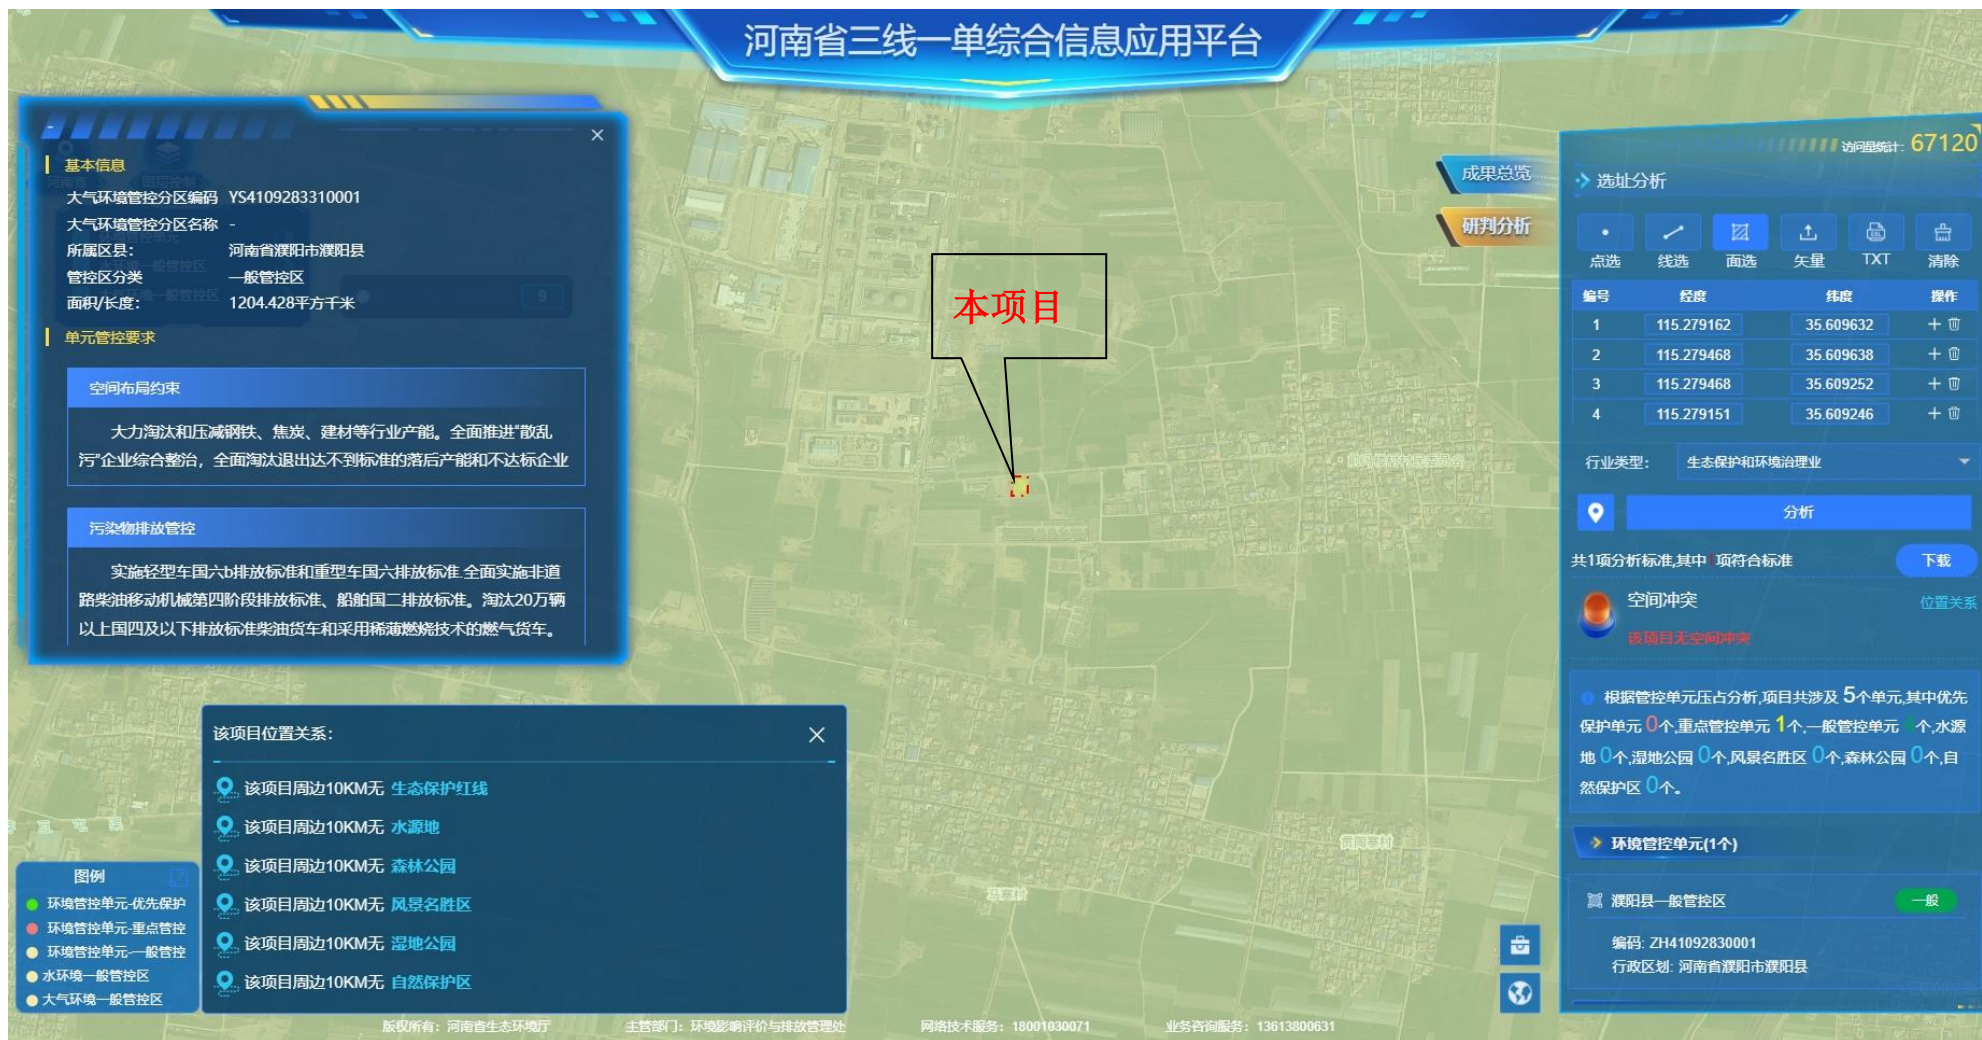 河南省三线一单综合信息应用平台
基本信息
大气环境管控分区编码 YS4109283310001
大气环境管控分区名称 -
所属区县: 河南省濮阳市濮阳县
管控区分类 一般管控区
面积/长度: 1204.428平方千米
9
单元管控要求
空间布局约束
大力淘汰和压减钢铁、焦炭、建材等行业产能。全面推进“散乱
污”企业综合整治，全面淘汰退出达不到标准的落后产能和不达标企业
污染物排放管控
实施轻型车国六b排放标准和重型车国六排放标准.全面实施非道
路柴油移动机械第四阶段排放标准、船舶国二排放标准。淘汰20万辆
以上国四及以下排放标准柴油货车和采用稀薄燃烧技术的燃气货车。
本项目
成果总览
研判分析
访问量统计: 67120
选址分析
点选 线选 面选 矢量 TXT 清除
编号 经度 纬度 操作
1 115.279162 35.609632
2 115.279468 35.609638
3 115.279468 35.609252
4 115.279151 35.609246
行业类型: 生态保护和环境治理业
分析
共1项分析标准,其中1项符合标准 下载
空间冲突 位置关系
该项目无空间冲突
根据管控单元压占分析,项目共涉及 5个单元,其中优先
保护单元 0个,重点管控单元 1个,一般管控单元 4个,水源
地 0个,湿地公园 0个,风景名胜区 0个,森林公园 0个,自
然保护区 0个。
环境管控单元(1个)
濮阳县一般管控区 一般
编码: ZH41092830001
行政区划: 河南省濮阳市濮阳县
该项目位置关系:
该项目周边10KM无 生态保护红线
该项目周边10KM无 水源地
该项目周边10KM无 森林公园
该项目周边10KM无 风景名胜区
该项目周边10KM无 湿地公园
该项目周边10KM无 自然保护区
图例
环境管控单元-优先保护
环境管控单元-重点管控
环境管控单元-一般管控
水环境一般管控区
大气环境一般管控区
版权所有: 河南省生态环境厅 主管部门: 环境影响评价与排放管理处 网络技术服务: 18001030071 业务咨询服务: 13613800631